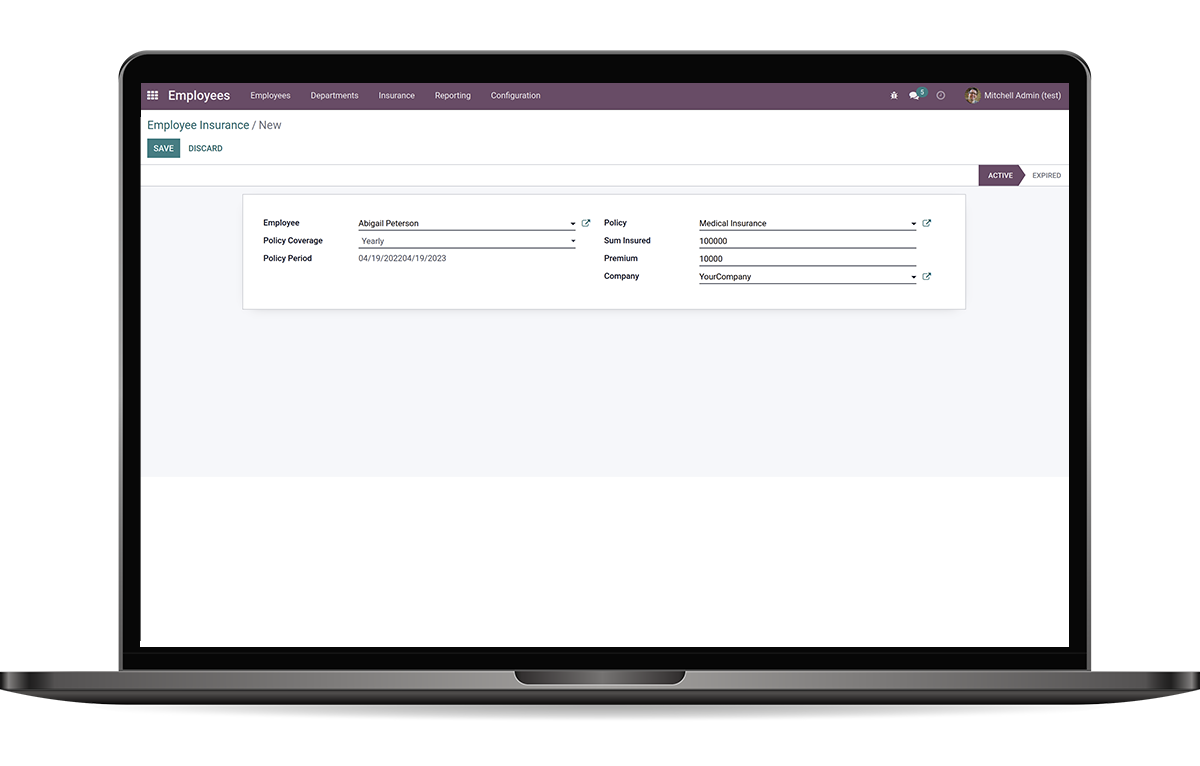 Employees Employees Departments Insurance Reporting Configuration 5 Mitchell Admin (test)
Employee Insurance / New
SAVE DISCARD
ACTIVE EXPIRED
Employee Abigail Peterson Policy Medical Insurance
Policy Coverage Yearly Sum Insured 100000
Policy Period 04/19/202204/19/2023 Premium 10000
Company YourCompany